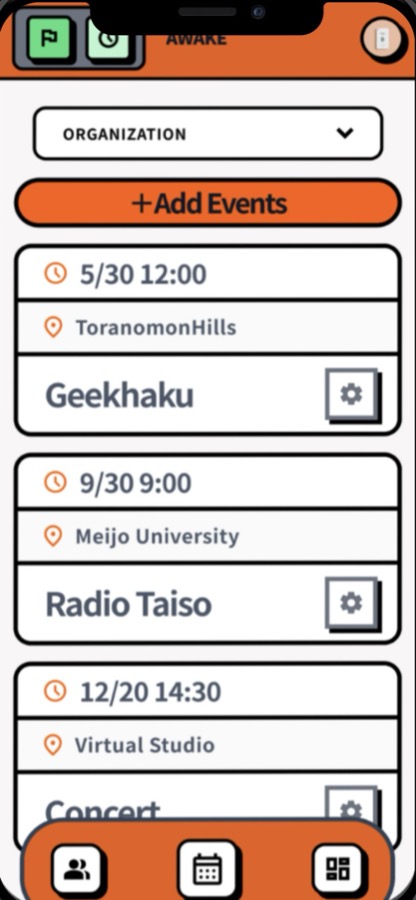 AWAKE
ORGANIZATION
+Add Events
5/30 12:00
ToranomonHills
Geekhaku
9/30 9:00
Meijo University
Radio Taiso
12/20 14:30
Virtual Studio
Concert